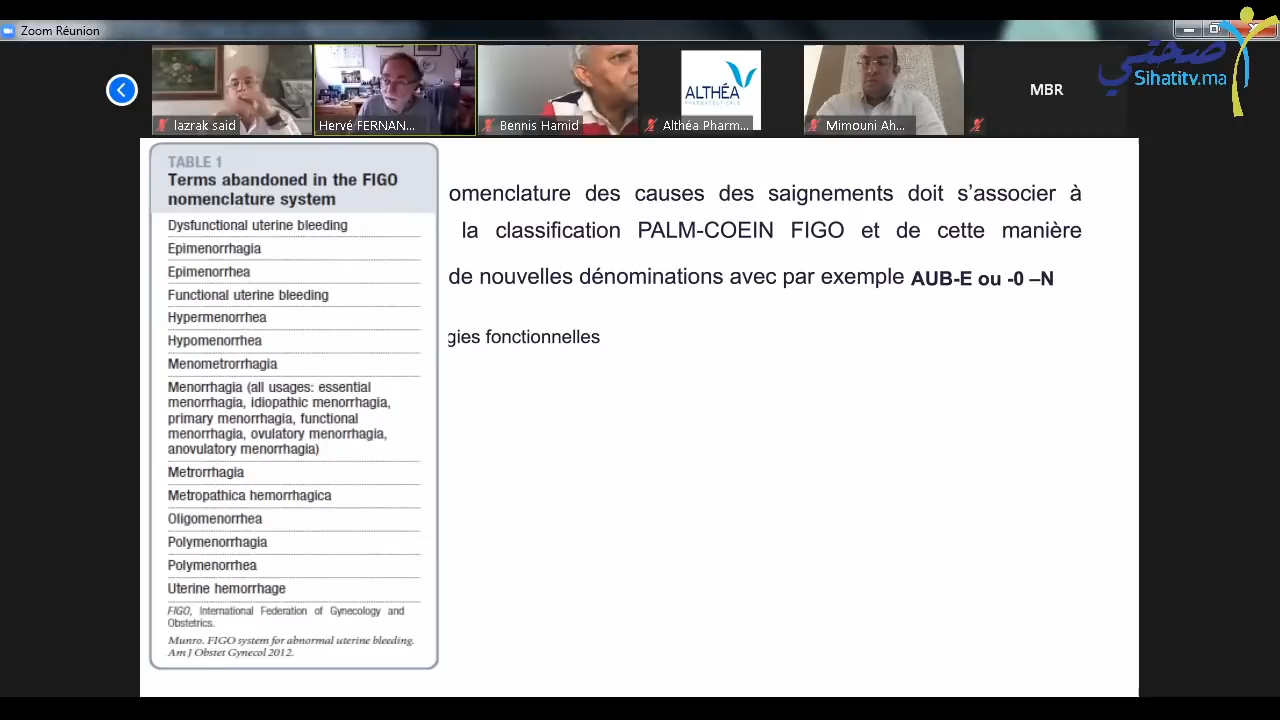 Zoom Réunion
صحتي
Sihatitv.ma
lazrak said
Hervé FERNAN...
Bennis Hamid
ALTHÉA
PHARMACEUTICALS
Althéa Pharm...
Mimouni Ah...
MBR
TABLE 1
Terms abandoned in the FIGO
nomenclature system
Dysfunctional uterine bleeding
Epimenorrhagia
Epimenorrhea
Functional uterine bleeding
Hypermenorrhea
Hypomenorrhea
Menometrorrhagia
Menorrhagia (all usages: essential
menorrhagia, idiopathic menorrhagia,
primary menorrhagia, functional
menorrhagia, ovulatory menorrhagia,
anovulatory menorrhagia)
Metrorrhagia
Metropathica hemorrhagica
Oligomenorrhea
Polymenorrhagia
Polymenorrhea
Uterine hemorrhage
FIGO, International Federation of Gynecology and
Obstetrics.
Munro. FIGO system for abnormal uterine bleeding.
Am J Obstet Gynecol 2012.
omenclature des causes des saignements doit s'associer à
la classification PALM-COEIN FIGO et de cette manière
de nouvelles dénominations avec par exemple AUB-E ou -0 –N
gies fonctionnelles